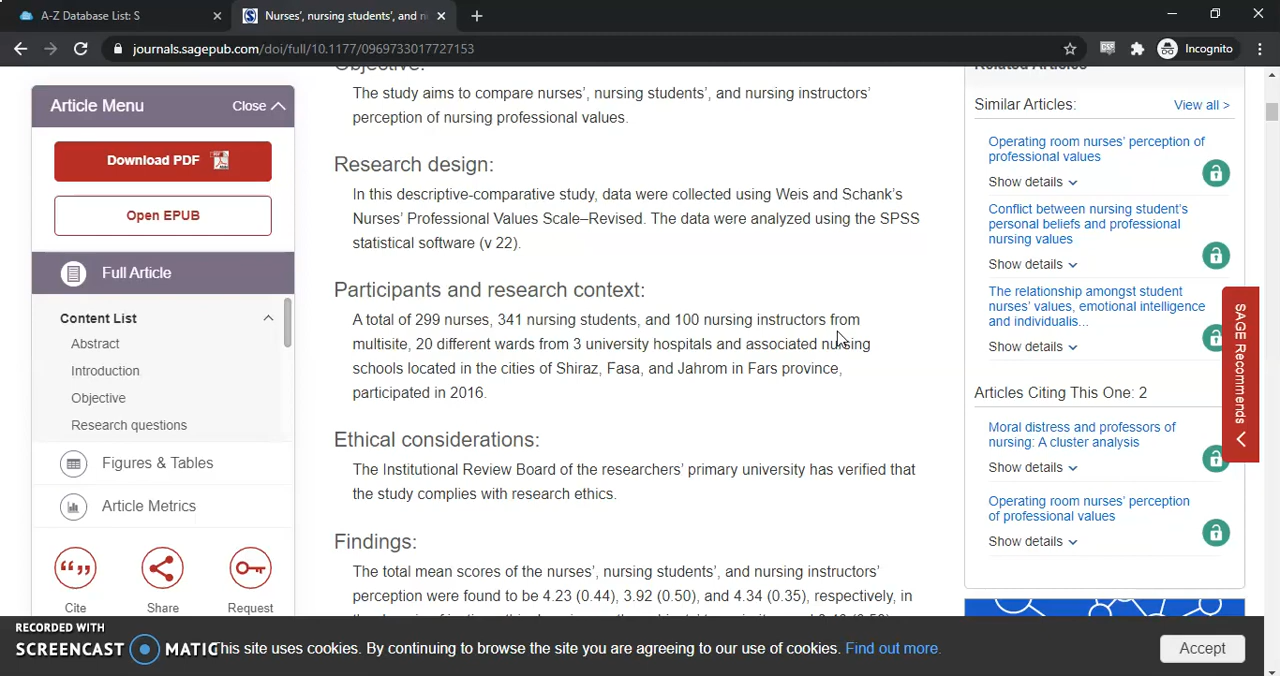 A-Z Database List: S
Nurses', nursing students', and n
journals.sagepub.com/doi/full/10.1177/0969733017727153
Incognito
Article Menu
Close
Download PDF
Open EPUB
Full Article
Content List
Abstract
Introduction
Objective
Research questions
Figures & Tables
Article Metrics
Cite
Share
Request
Objective:
The study aims to compare nurses', nursing students', and nursing instructors'
perception of nursing professional values.
Research design:
In this descriptive-comparative study, data were collected using Weis and Schank's
Nurses' Professional Values Scale–Revised. The data were analyzed using the SPSS
statistical software (v 22).
Participants and research context:
A total of 299 nurses, 341 nursing students, and 100 nursing instructors from
multisite, 20 different wards from 3 university hospitals and associated nursing
schools located in the cities of Shiraz, Fasa, and Jahrom in Fars province,
participated in 2016.
Ethical considerations:
The Institutional Review Board of the researchers' primary university has verified that
the study complies with research ethics.
Findings:
The total mean scores of the nurses', nursing students', and nursing instructors'
perception were found to be 4.23 (0.44), 3.92 (0.50), and 4.34 (0.35), respectively, in
Related Articles
Similar Articles:
View all >
Operating room nurses' perception of
professional values
Show details
Conflict between nursing student's
personal beliefs and professional
nursing values
Show details
The relationship amongst student
nurses' values, emotional intelligence
and individualis...
Show details
Articles Citing This One: 2
Moral distress and professors of
nursing: A cluster analysis
Show details
Operating room nurses' perception
of professional values
Show details
SAGE Recommends
RECORDED WITH
SCREENCAST MATIC
This site uses cookies. By continuing to browse the site you are agreeing to our use of cookies. Find out more.
Accept